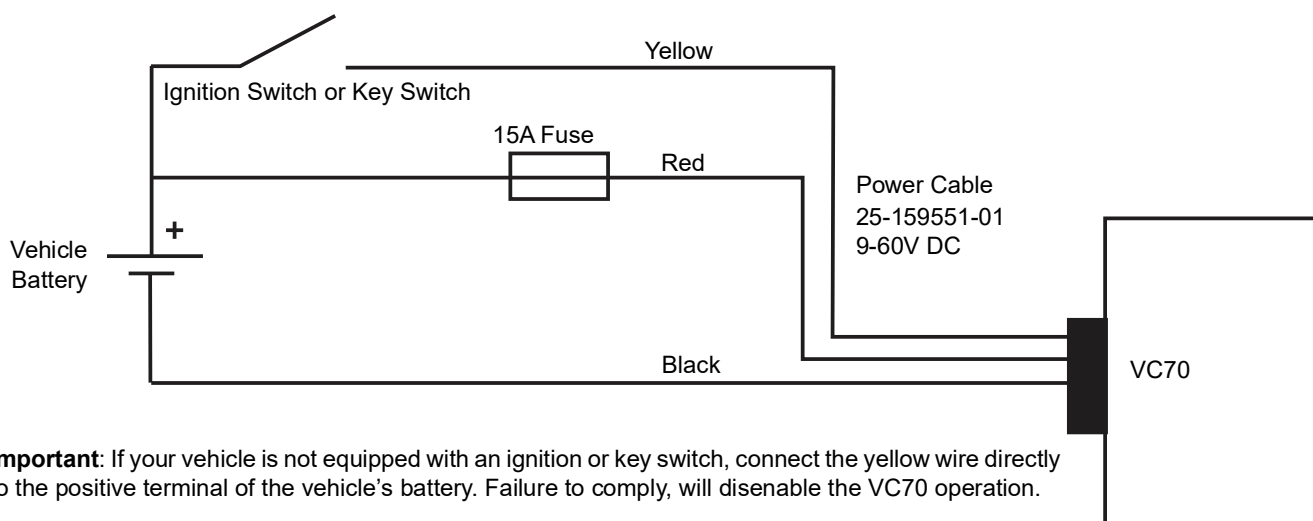 Yellow
Ignition Switch or Key Switch
15A Fuse
Red
Power Cable
25-159551-01
9-60V DC
+
Vehicle
Battery
Black
VC70
mportant: If your vehicle is not equipped with an ignition or key switch, connect the yellow wire directly
o the positive terminal of the vehicle's battery. Failure to comply, will disenable the VC70 operation.